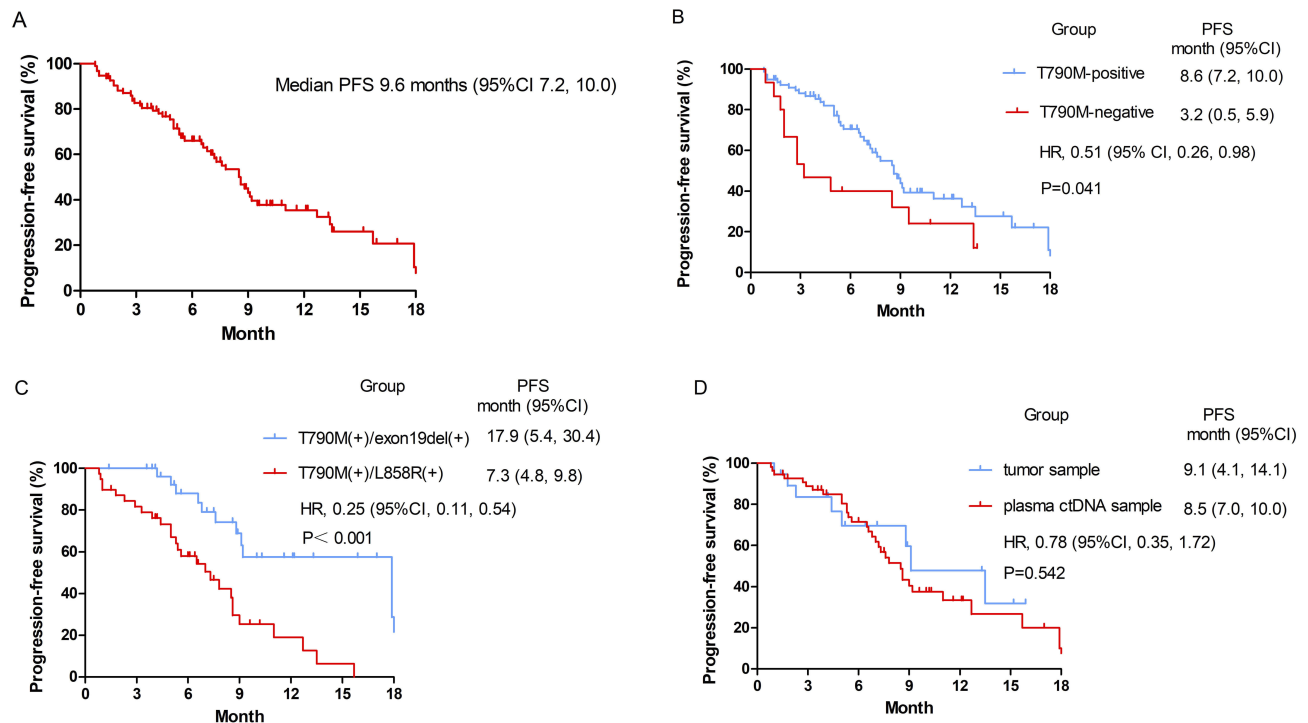 A
Progression-free survival (%)
100
80
60
40
20
0
Median PFS 9.6 months (95%CI 7.2, 10.0)
0 3 6 9 12 15 18
Month
B
Group PFS
month (95%CI)
T790M-positive 8.6 (7.2, 10.0)
T790M-negative 3.2 (0.5, 5.9)
HR, 0.51 (95% CI, 0.26, 0.98)
P=0.041
Progression-free survival (%)
100
80
60
40
20
0
0 3 6 9 12 15 18
Month
C
Group PFS
month (95%CI)
T790M(+)/exon19del(+) 17.9 (5.4, 30.4)
T790M(+)/L858R(+) 7.3 (4.8, 9.8)
HR, 0.25 (95%CI, 0.11, 0.54)
P< 0.001
Progression-free survival (%)
100
80
60
40
20
0
0 3 6 9 12 15 18
Month
D
Group PFS
month (95%CI)
tumor sample 9.1 (4.1, 14.1)
plasma ctDNA sample 8.5 (7.0, 10.0)
HR, 0.78 (95%CI, 0.35, 1.72)
P=0.542
Progression-free survival (%)
100
80
60
40
20
0
0 3 6 9 12 15 18
Month